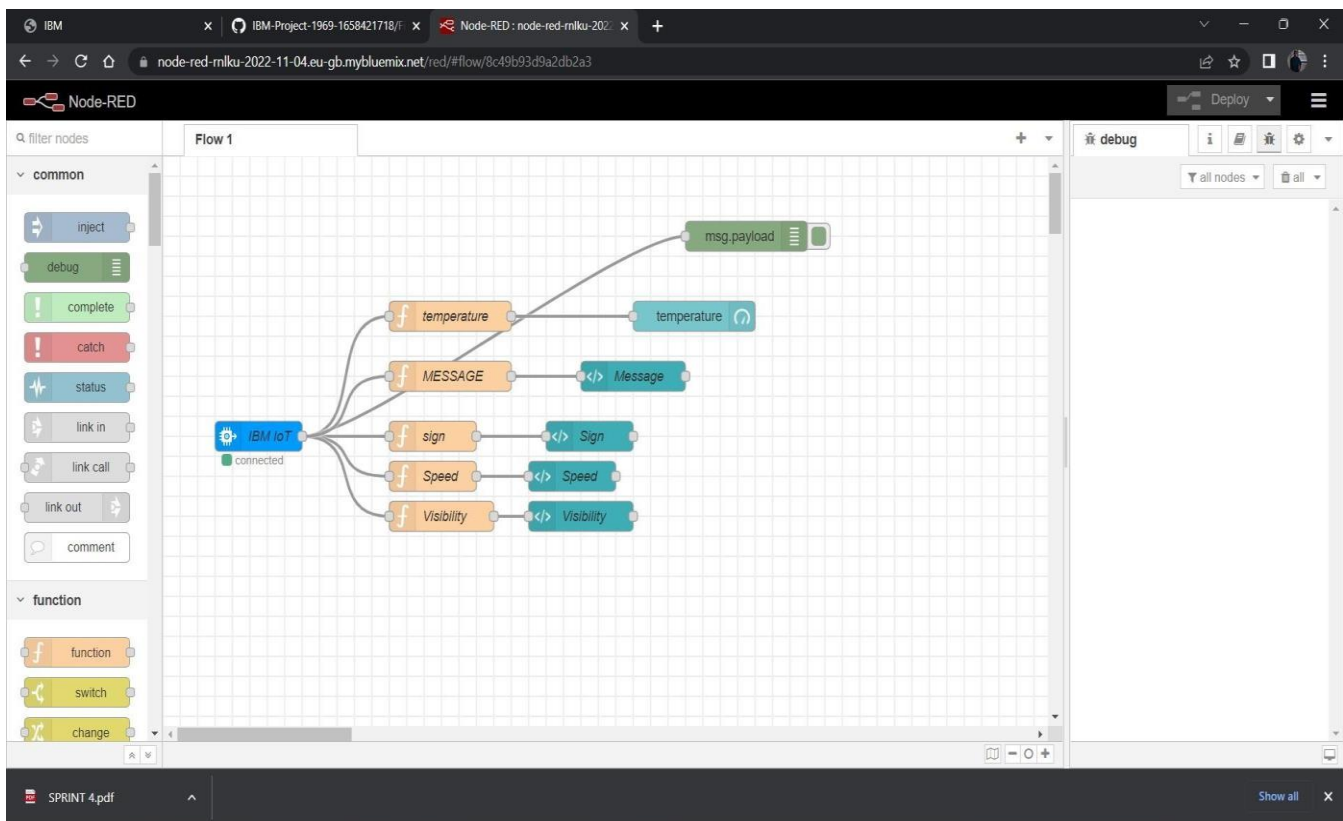 IBM
IBM-Project-1969-1658421718/Fi
Node-RED : node-red-rnlku-2022
node-red-rnlku-2022-11-04.eu-gb.mybluemix.net/red/#flow/8c49b93d9a2db2a3
Node-RED
Deploy
filter nodes
Flow 1
debug
i
common
all nodes
all
inject
debug
complete
catch
status
link in
link call
link out
comment
function
function
switch
change
msg.payload
temperature
temperature
MESSAGE
Message
IBM IoT
connected
sign
Sign
Speed
Speed
Visibility
Visibility
SPRINT 4.pdf
Show all